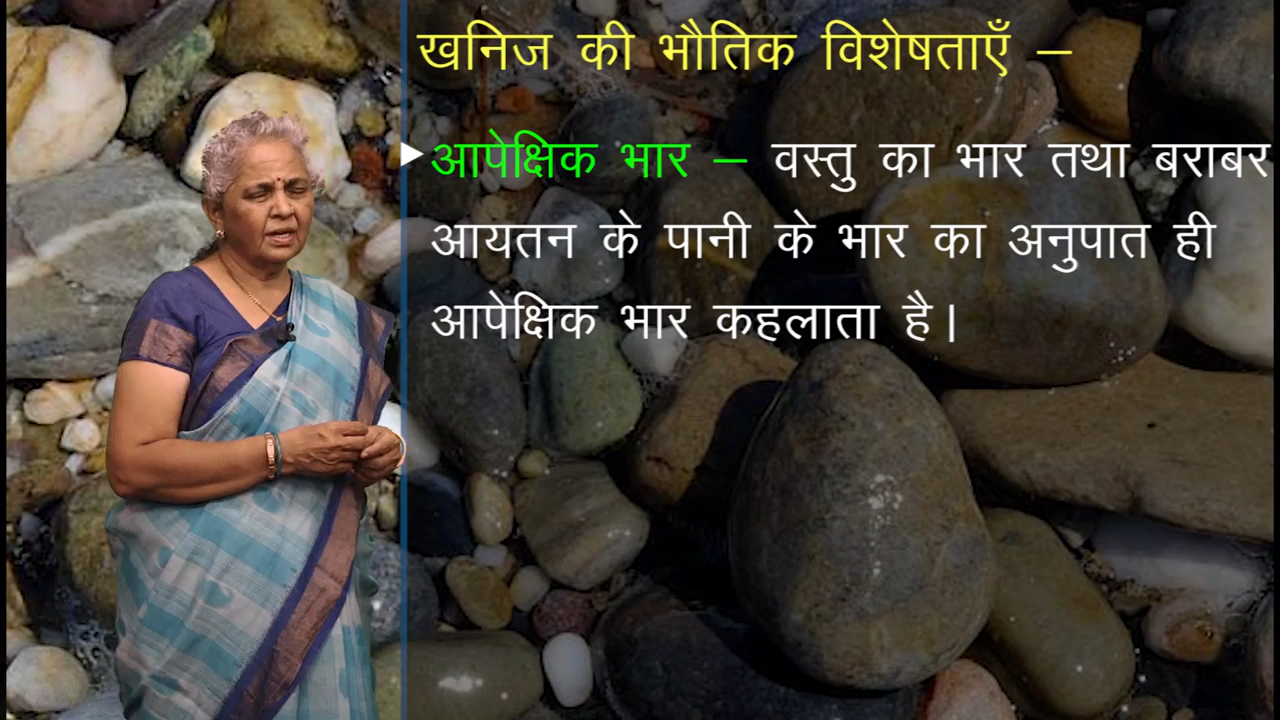 खनिज की भौतिक विशेषताएँ –
आपेक्षिक भार – वस्तु का भार तथा बराबर
आयतन के पानी के भार का अनुपात ही
आपेक्षिक भार कहलाता है।